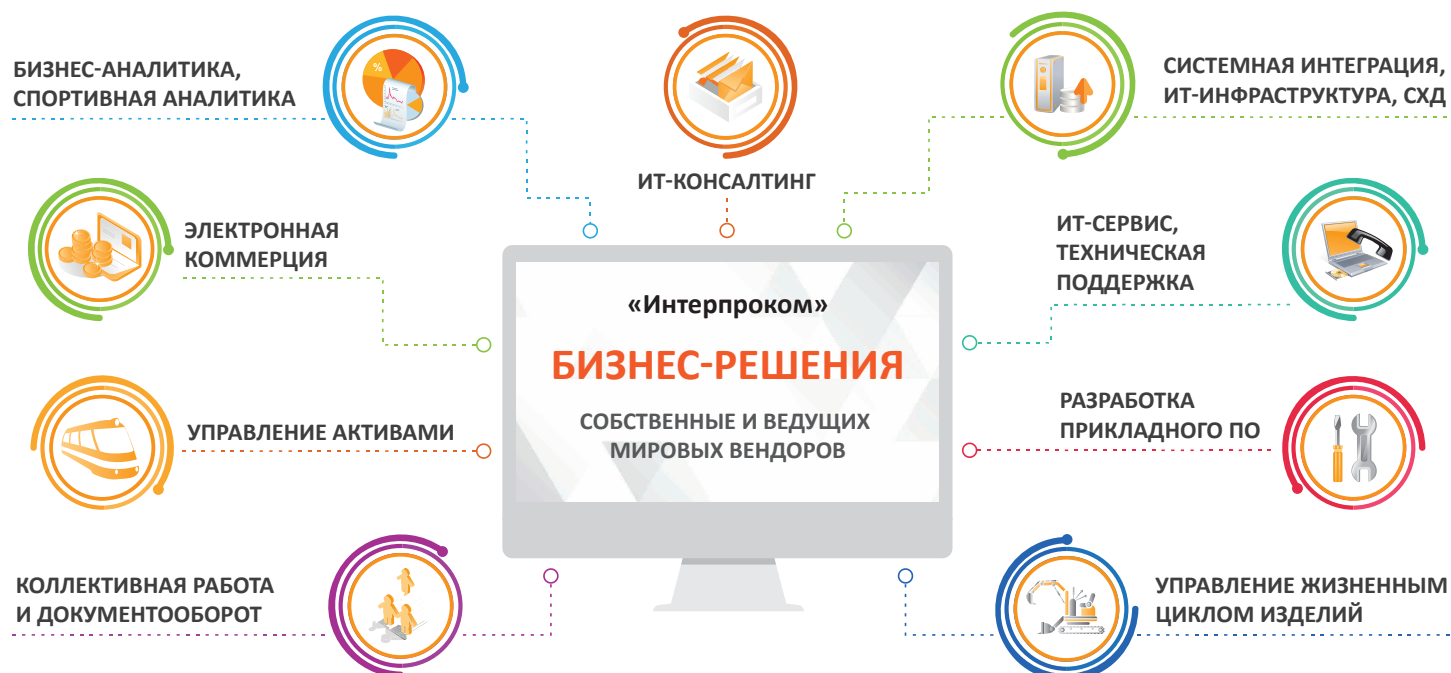 БИЗНЕС-АНАЛИТИКА,
СПОРТИВНАЯ АНАЛИТИКА
%
ИТ-КОНСАЛТИНГ
СИСТЕМНАЯ ИНТЕГРАЦИЯ,
ИТ-ИНФРАСТРУКТУРА, СХД
ЭЛЕКТРОННАЯ
КОММЕРЦИЯ
ИТ-СЕРВИС,
ТЕХНИЧЕСКАЯ
ПОДДЕРЖКА
«Интерпроком»
БИЗНЕС-РЕШЕНИЯ
СОБСТВЕННЫЕ И ВЕДУЩИХ
МИРОВЫХ ВЕНДОРОВ
УПРАВЛЕНИЕ АКТИВАМИ
РАЗРАБОТКА
ПРИКЛАДНОГО ПО
КОЛЛЕКТИВНАЯ РАБОТА
И ДОКУМЕНТООБОРОТ
УПРАВЛЕНИЕ ЖИЗНЕННЫМ
ЦИКЛОМ ИЗДЕЛИЙ